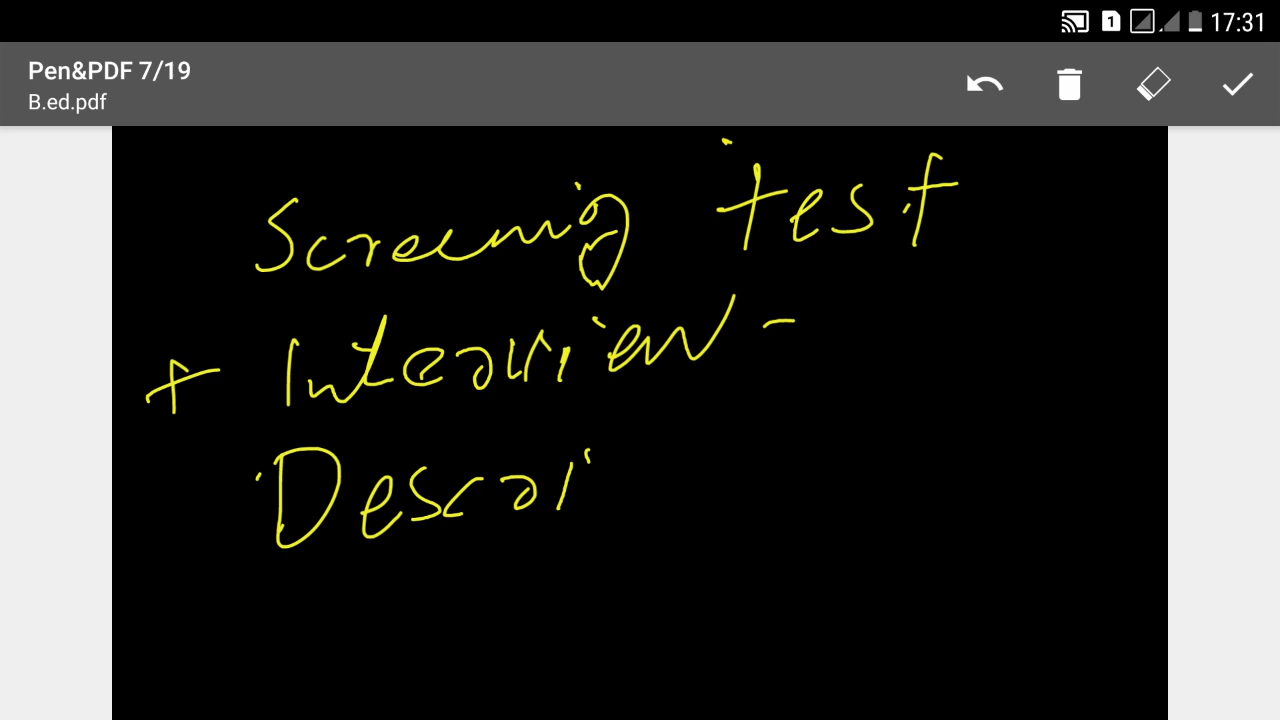 17:31
Pen&PDF 7/19
B.ed.pdf
Screening test
+ Interview -
Descri